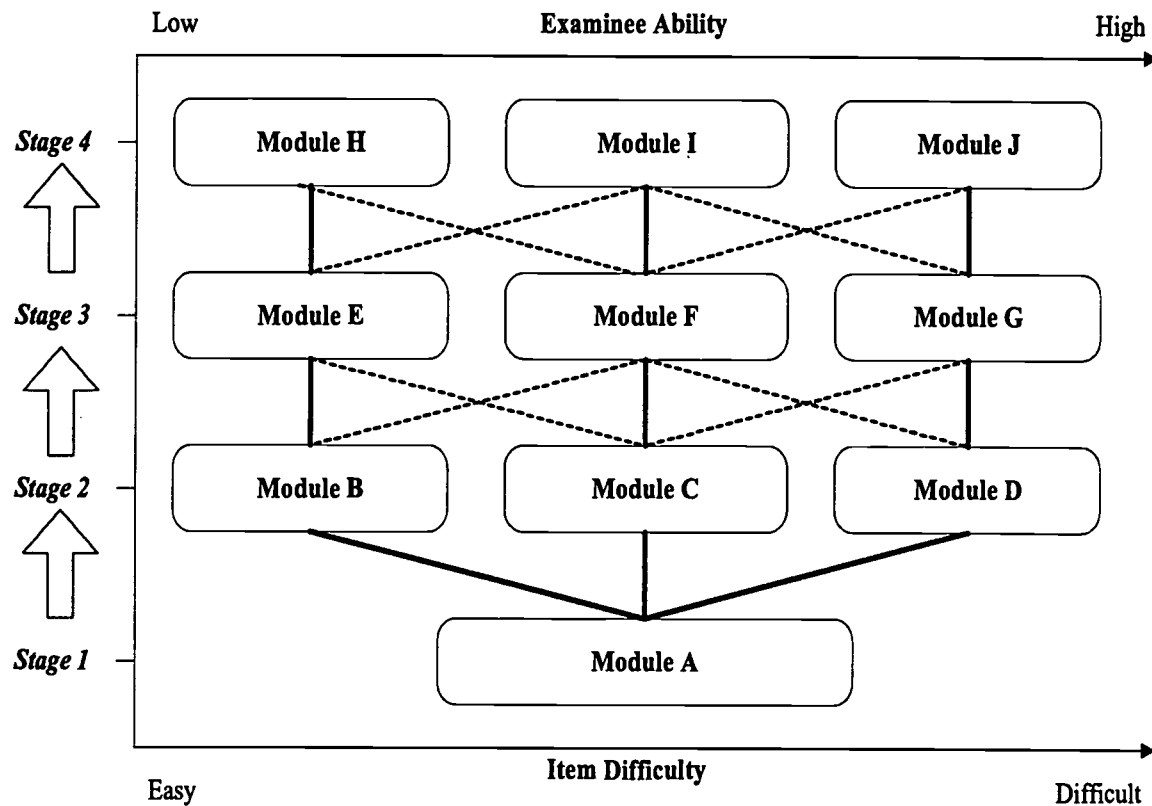 Low Examinee Ability High
Stage 4 Module H Module I Module J
Stage 3 Module E Module F Module G
Stage 2 Module B Module C Module D
Stage 1 Module A
Item Difficulty
Easy Difficult